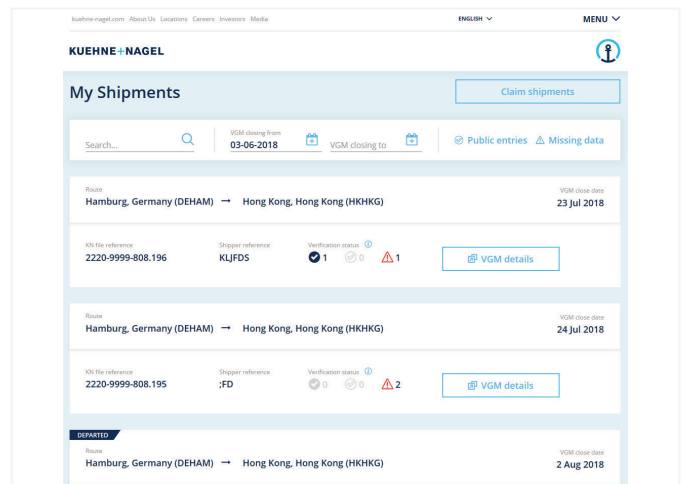 kuehne-nagel.com About Us Locations Careers Investors Media
ENGLISH
MENU
KUEHNE+NAGEL
My Shipments
Claim shipments
Search...
VGM closing from
03-06-2018
VGM closing to
Public entries
Missing data
Route
Hamburg, Germany (DEHAM) → Hong Kong, Hong Kong (HKHKG)
VGM close date
23 Jul 2018
KN file reference
2220-9999-808.196
Shipper reference
KLJFDS
Verification status
1 0 1
VGM details
Route
Hamburg, Germany (DEHAM) → Hong Kong, Hong Kong (HKHKG)
VGM close date
24 Jul 2018
KN file reference
2220-9999-808.195
Shipper reference
;FD
Verification status
0 0 2
VGM details
DEPARTED
Route
Hamburg, Germany (DEHAM) → Hong Kong, Hong Kong (HKHKG)
VGM close date
2 Aug 2018